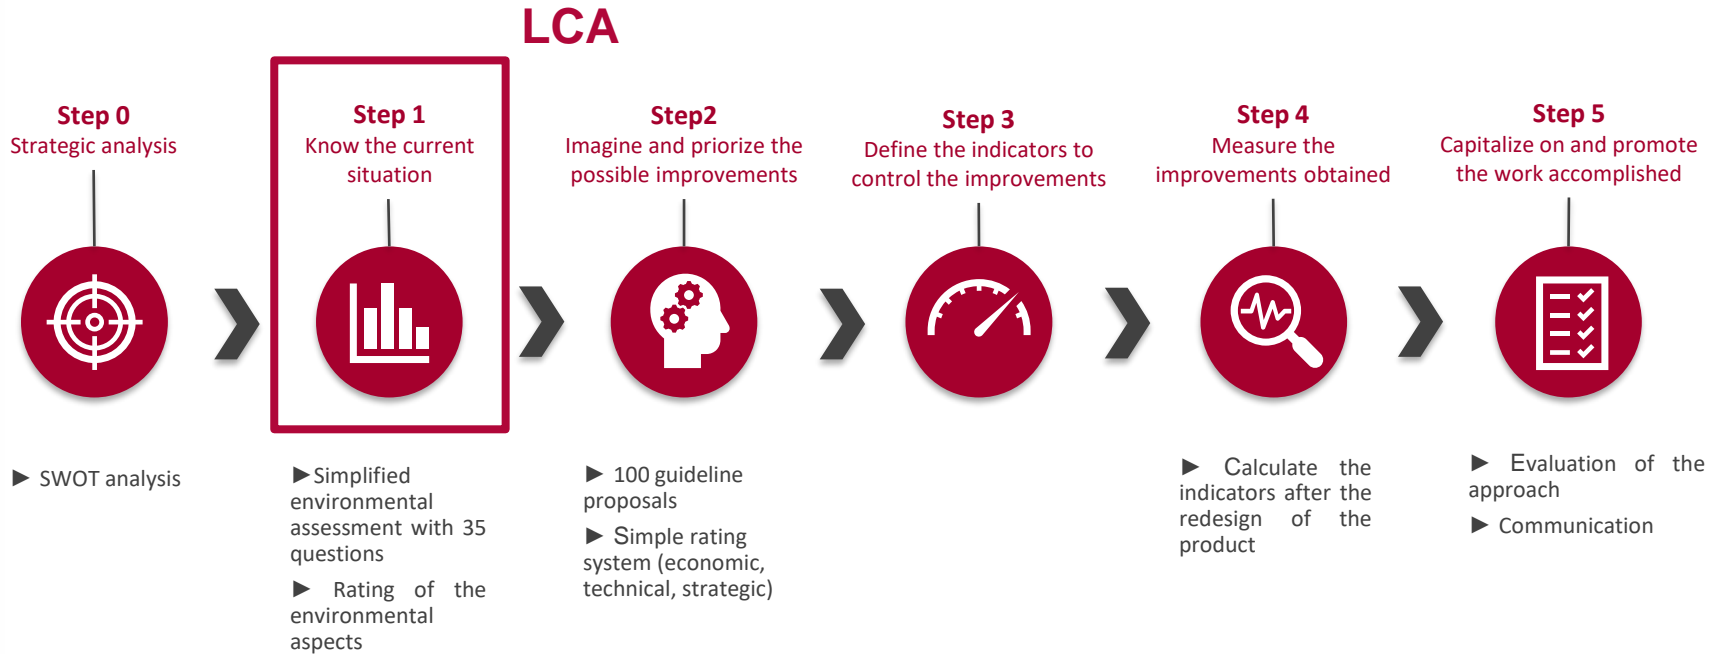 LCA
Step 0
Strategic analysis
► SWOT analysis
Step 1
Know the current
situation
►Simplified
environmental
assessment with 35
questions
► Rating of the
environmental
aspects
Step2
Imagine and priorize the
possible improvements
► 100 guideline
proposals
► Simple rating
system (economic,
technical, strategic)
Step 3
Define the indicators to
control the improvements
Step 4
Measure the
improvements obtained
► Calculate the
indicators after the
redesign of the
product
Step 5
Capitalize on and promote
the work accomplished
► Evaluation of the
approach
► Communication